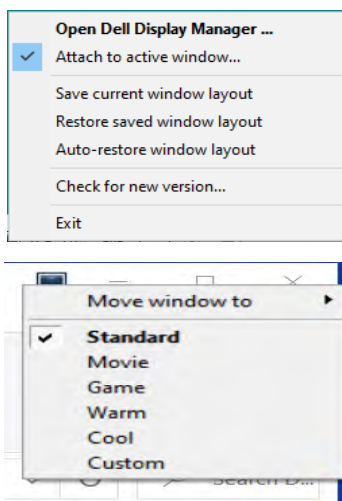 Open Dell Display Manager ...
Attach to active window...
Save current window layout
Restore saved window layout
Auto-restore window layout
Check for new version...
Exit
Move window to
Standard
Movie
Game
Warm
Cool
Custom
Search D...